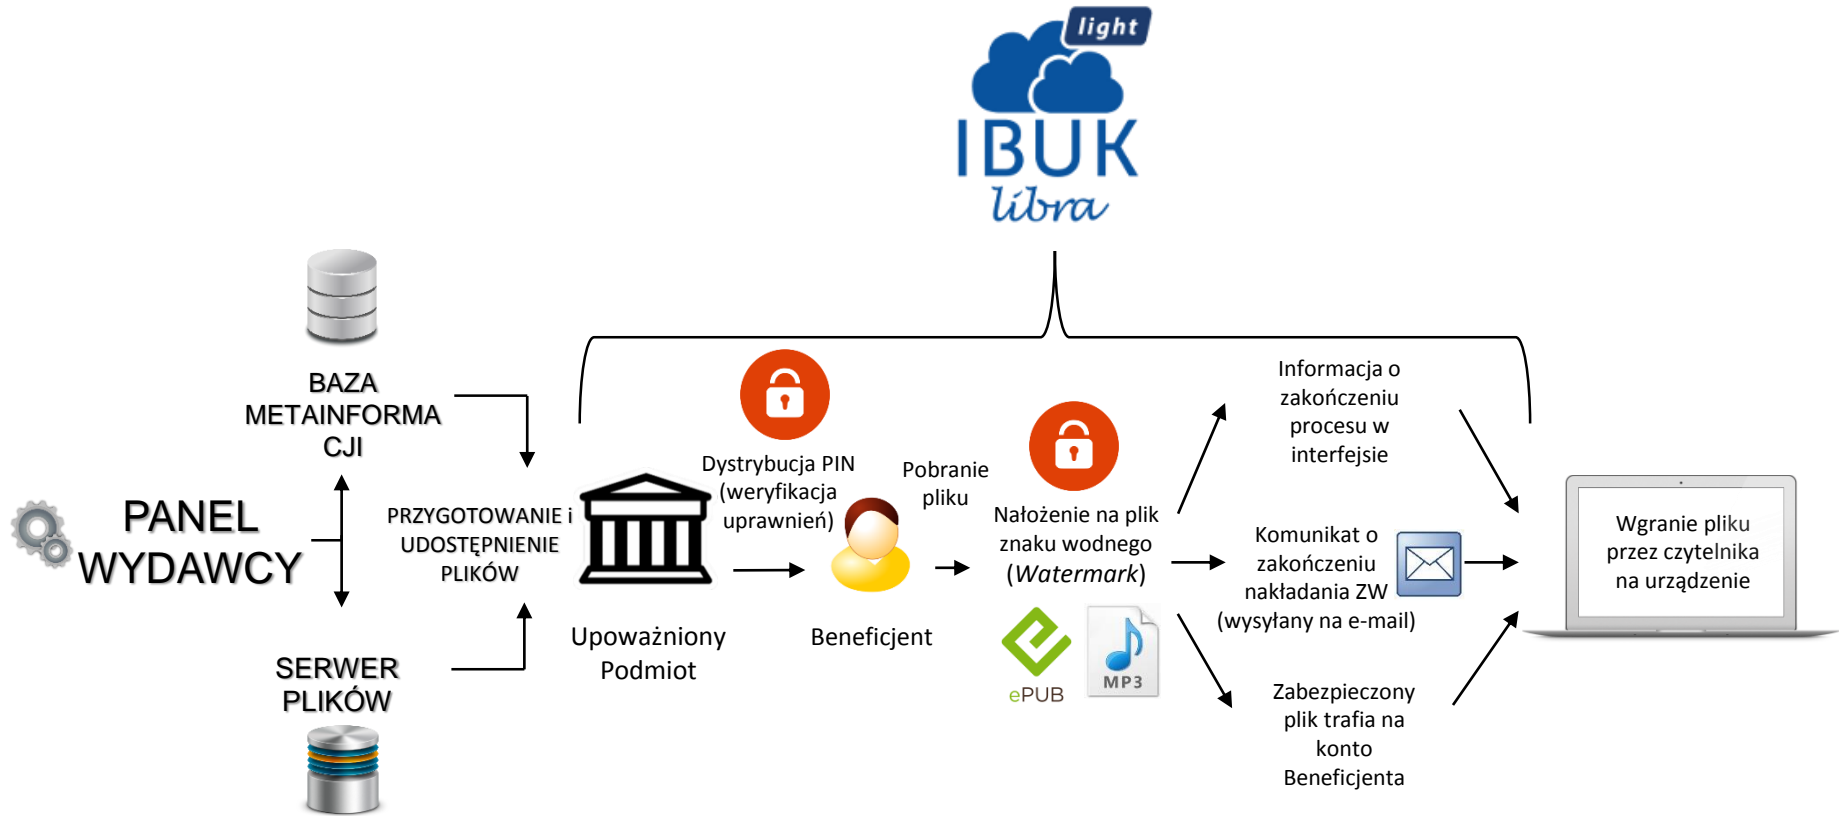 light
IBUK
libra
BAZA
METAINFORMA
CJI
PANEL
WYDAWCY
SERWER
PLIKÓW
PRZYGOTOWANIE i
UDOSTĘPNIENIE
PLIKÓW
Upoważniony
Podmiot
Dystrybucja PIN
(weryfikacja
uprawnień)
Beneficjent
Pobranie
pliku
Nałożenie na plik
znaku wodnego
(Watermark)
ePUB
MP3
Informacja o
zakończeniu
procesu w
interfejsie
Komunikat o
zakończeniu
nakładania ZW
(wysyłany na e-mail)
Zabezpieczony
plik trafia na
konto
Beneficjenta
Wgranie pliku
przez czytelnika
na urządzenie